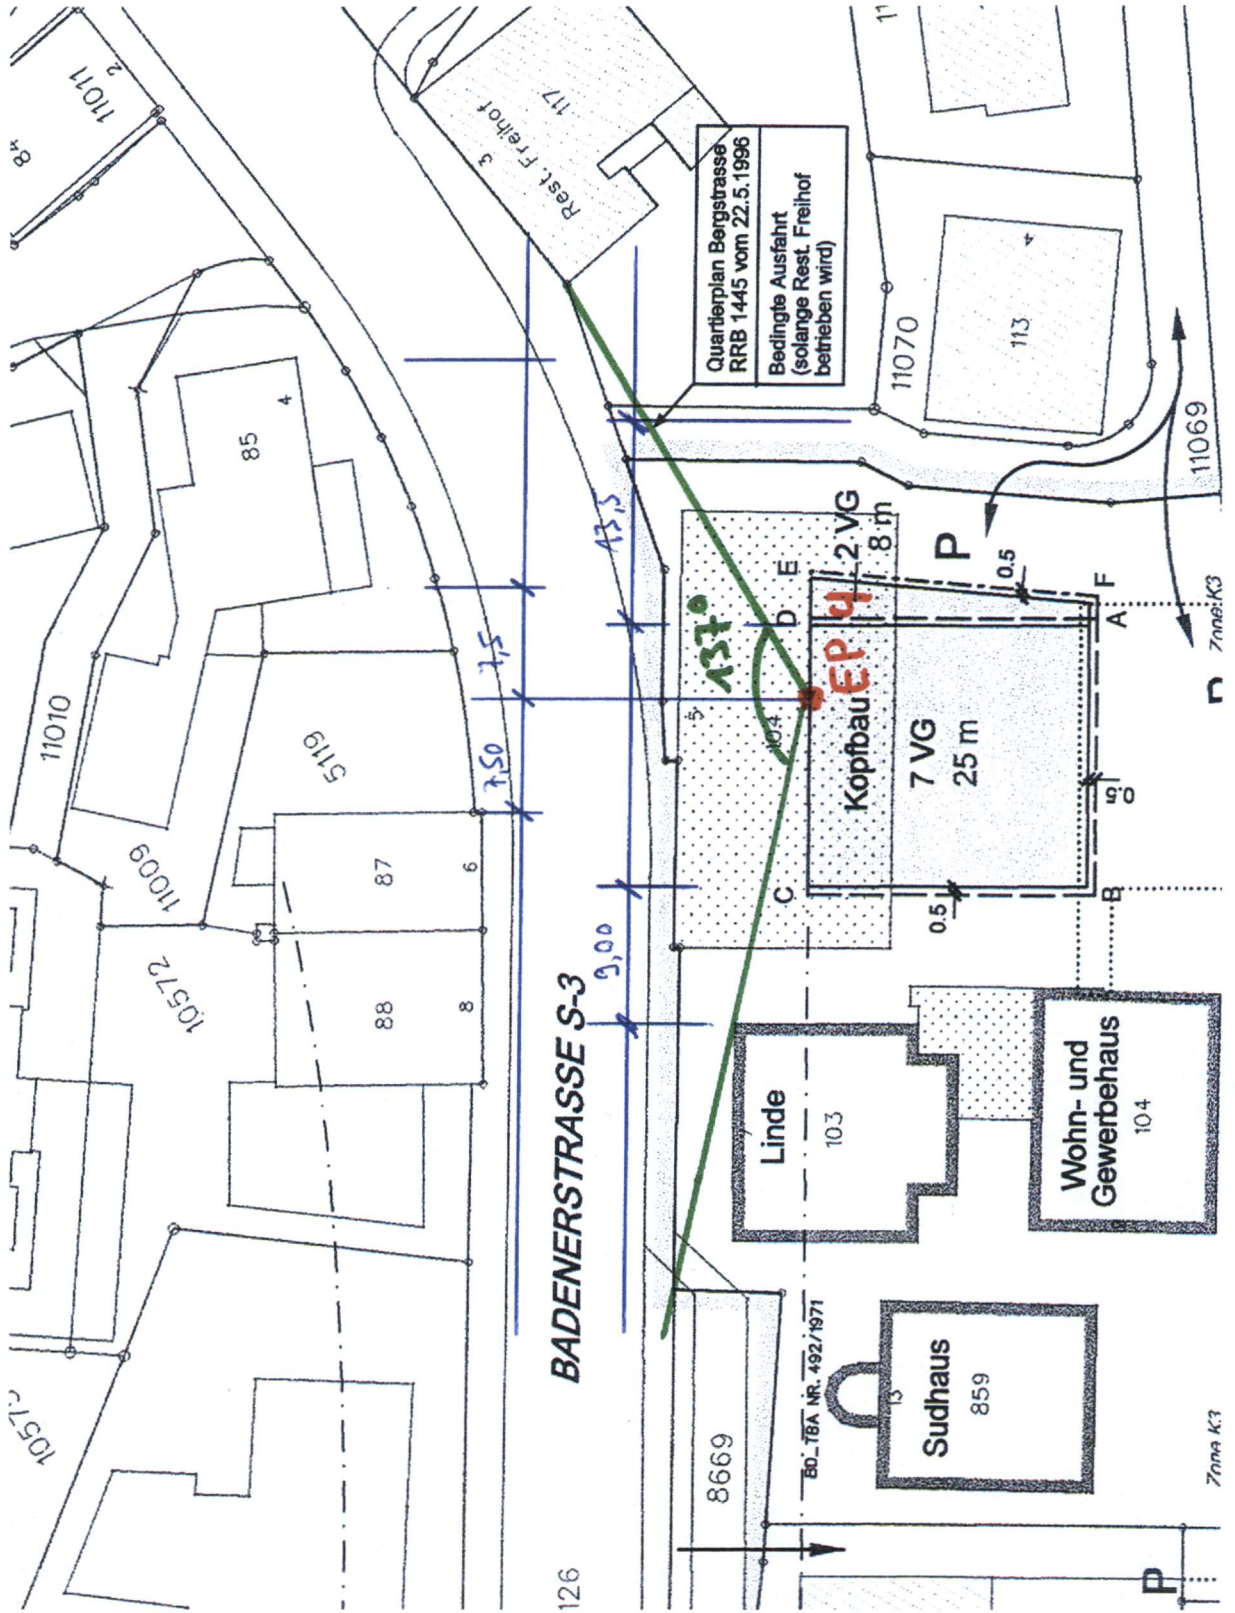 84
11011
2
3
Rest. Freihof
117
Quartierplan Bergstrasse
RRB 1445 vom 22.5.1996
Bedingte Ausfahrt
(solange Rest. Freihof
betrieben wird)
4
113
11070
11069
85
4
11010
5119
11009
10572
87
6
88
8
7,5
7,50
13,5
9,00
137°
BADENERSTRASSE S-3
5
104
EP 4
E
D
2 VG
8 m
P
0.5
F
A
Zone K3
Kopfbau
7 VG
25 m
C
0.5
B
0.5
Linde
103
Wohn- und
Gewerbehaus
104
BD_TBA NR. 492/1971
13
Sudhaus
859
Zone K3
8669
126
P